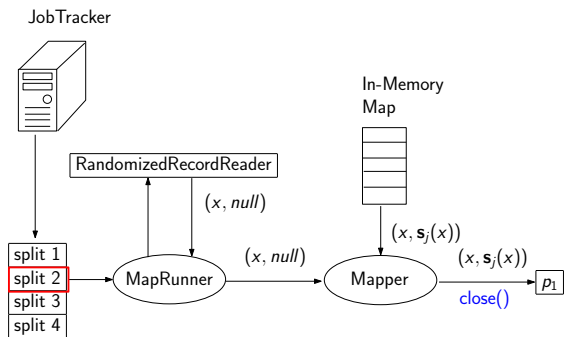 JobTracker
In-Memory
Map
RandomizedRecordReader
(x, null)
(x, s_j(x))
split 1
split 2
split 3
split 4
MapRunner
(x, null)
Mapper
(x, s_j(x))
close()
p_1